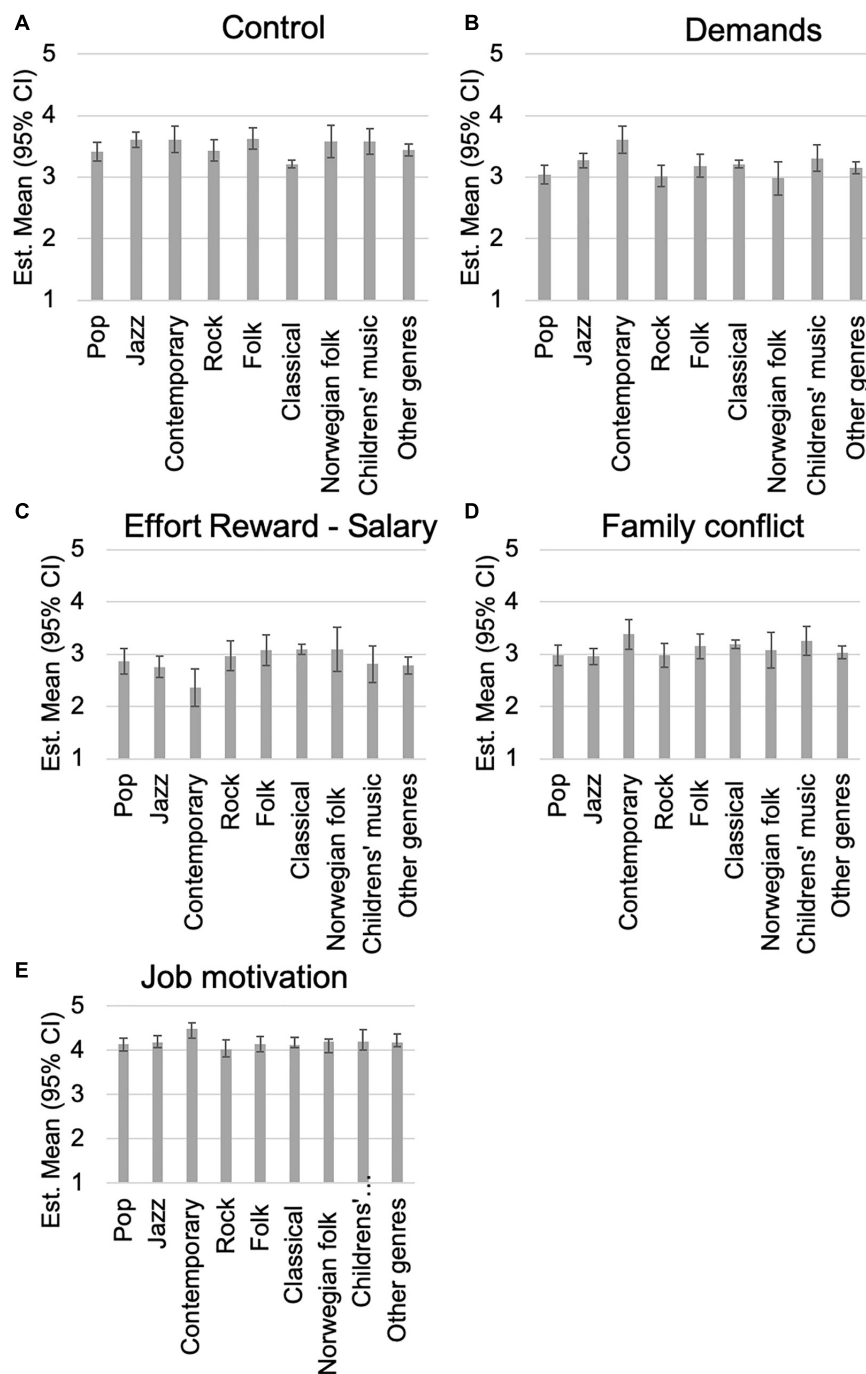 A
Control
Est. Mean (95% CI)
5
4
3
2
1
Pop
Jazz
Contemporary
Rock
Folk
Classical
Norwegian folk
Childrens' music
Other genres
B
Demands
Est. Mean (95% CI)
5
4
3
2
1
Pop
Jazz
Contemporary
Rock
Folk
Classical
Norwegian folk
Childrens' music
Other genres
C
Effort Reward - Salary
Est. Mean (95% CI)
5
4
3
2
1
Pop
Jazz
Contemporary
Rock
Folk
Classical
Norwegian folk
Childrens' music
Other genres
D
Family conflict
Est. Mean (95% CI)
5
4
3
2
1
Pop
Jazz
Contemporary
Rock
Folk
Classical
Norwegian folk
Childrens' music
Other genres
E
Job motivation
Est. Mean (95% CI)
5
4
3
2
1
Pop
Jazz
Contemporary
Rock
Folk
Classical
Norwegian folk
Childrens'...
Other genres